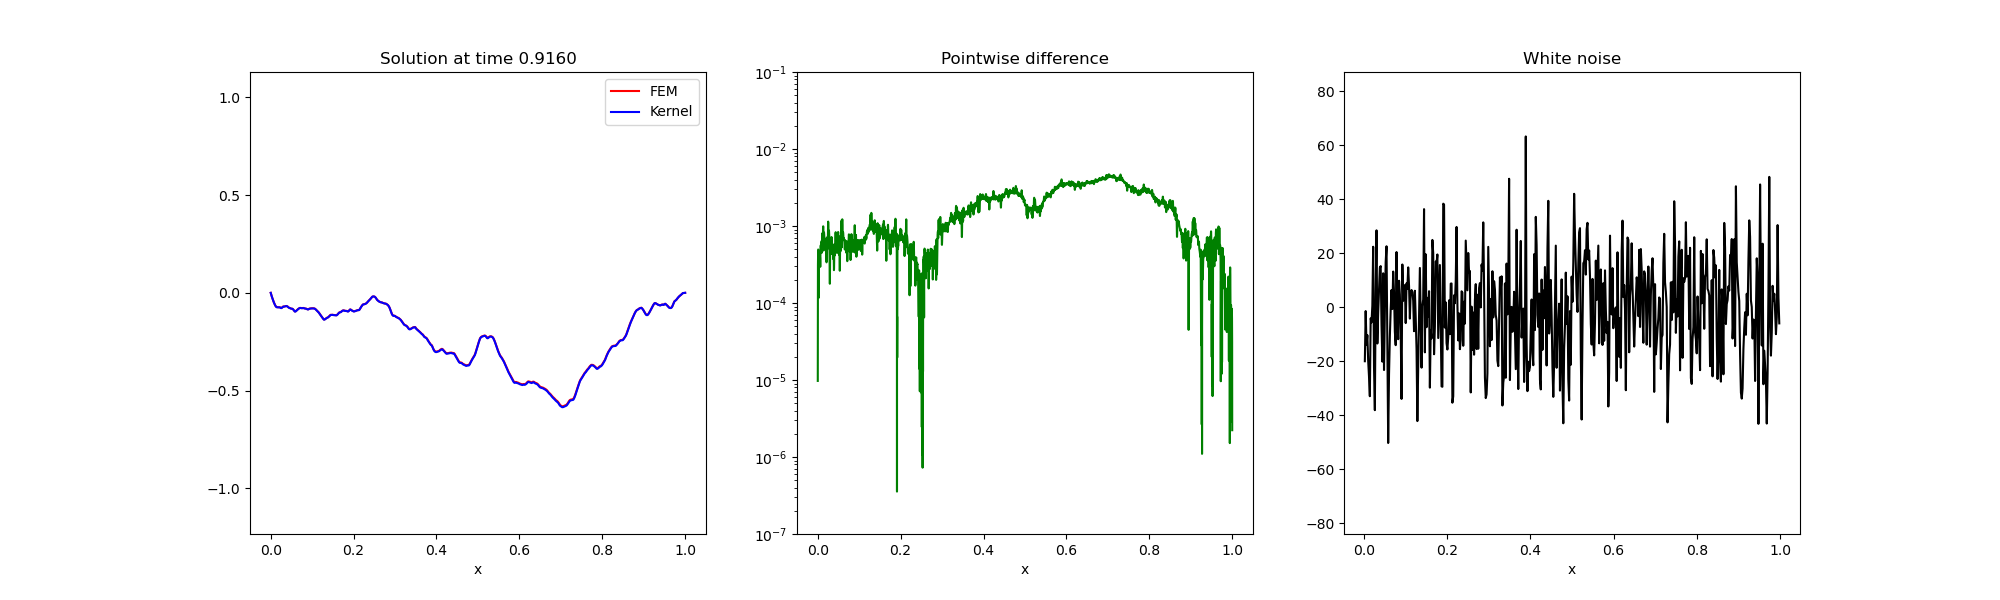 Solution at time 0.9160
1.0
0.5
0.0
−0.5
−1.0
0.0 0.2 0.4 0.6 0.8 1.0
x
FEM
Kernel
Pointwise difference
10⁻¹
10⁻²
10⁻³
10⁻⁴
10⁻⁵
10⁻⁶
10⁻⁷
0.0 0.2 0.4 0.6 0.8 1.0
x
White noise
80
60
40
20
0
−20
−40
−60
−80
0.0 0.2 0.4 0.6 0.8 1.0
x